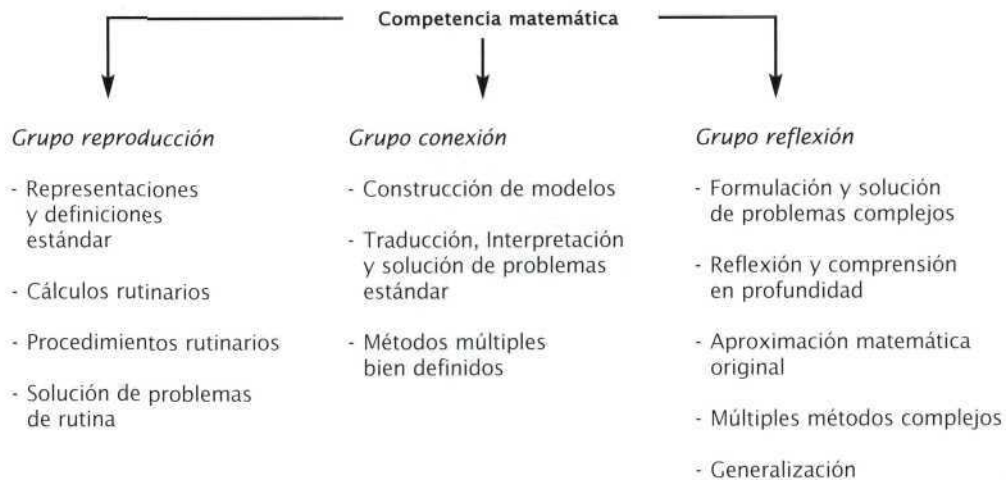 Competencia matemática
Grupo reproducción
- Representaciones
y definiciones
estándar
- Cálculos rutinarios
- Procedimientos rutinarios
- Solución de problemas
de rutina
Grupo conexión
- Construcción de modelos
- Traducción, Interpretación
y solución de problemas
estándar
- Métodos múltiples
bien definidos
Grupo reflexión
- Formulación y solución
de problemas complejos
- Reflexión y comprensión
en profundidad
- Aproximación matemática
original
- Múltiples métodos complejos
- Generalización